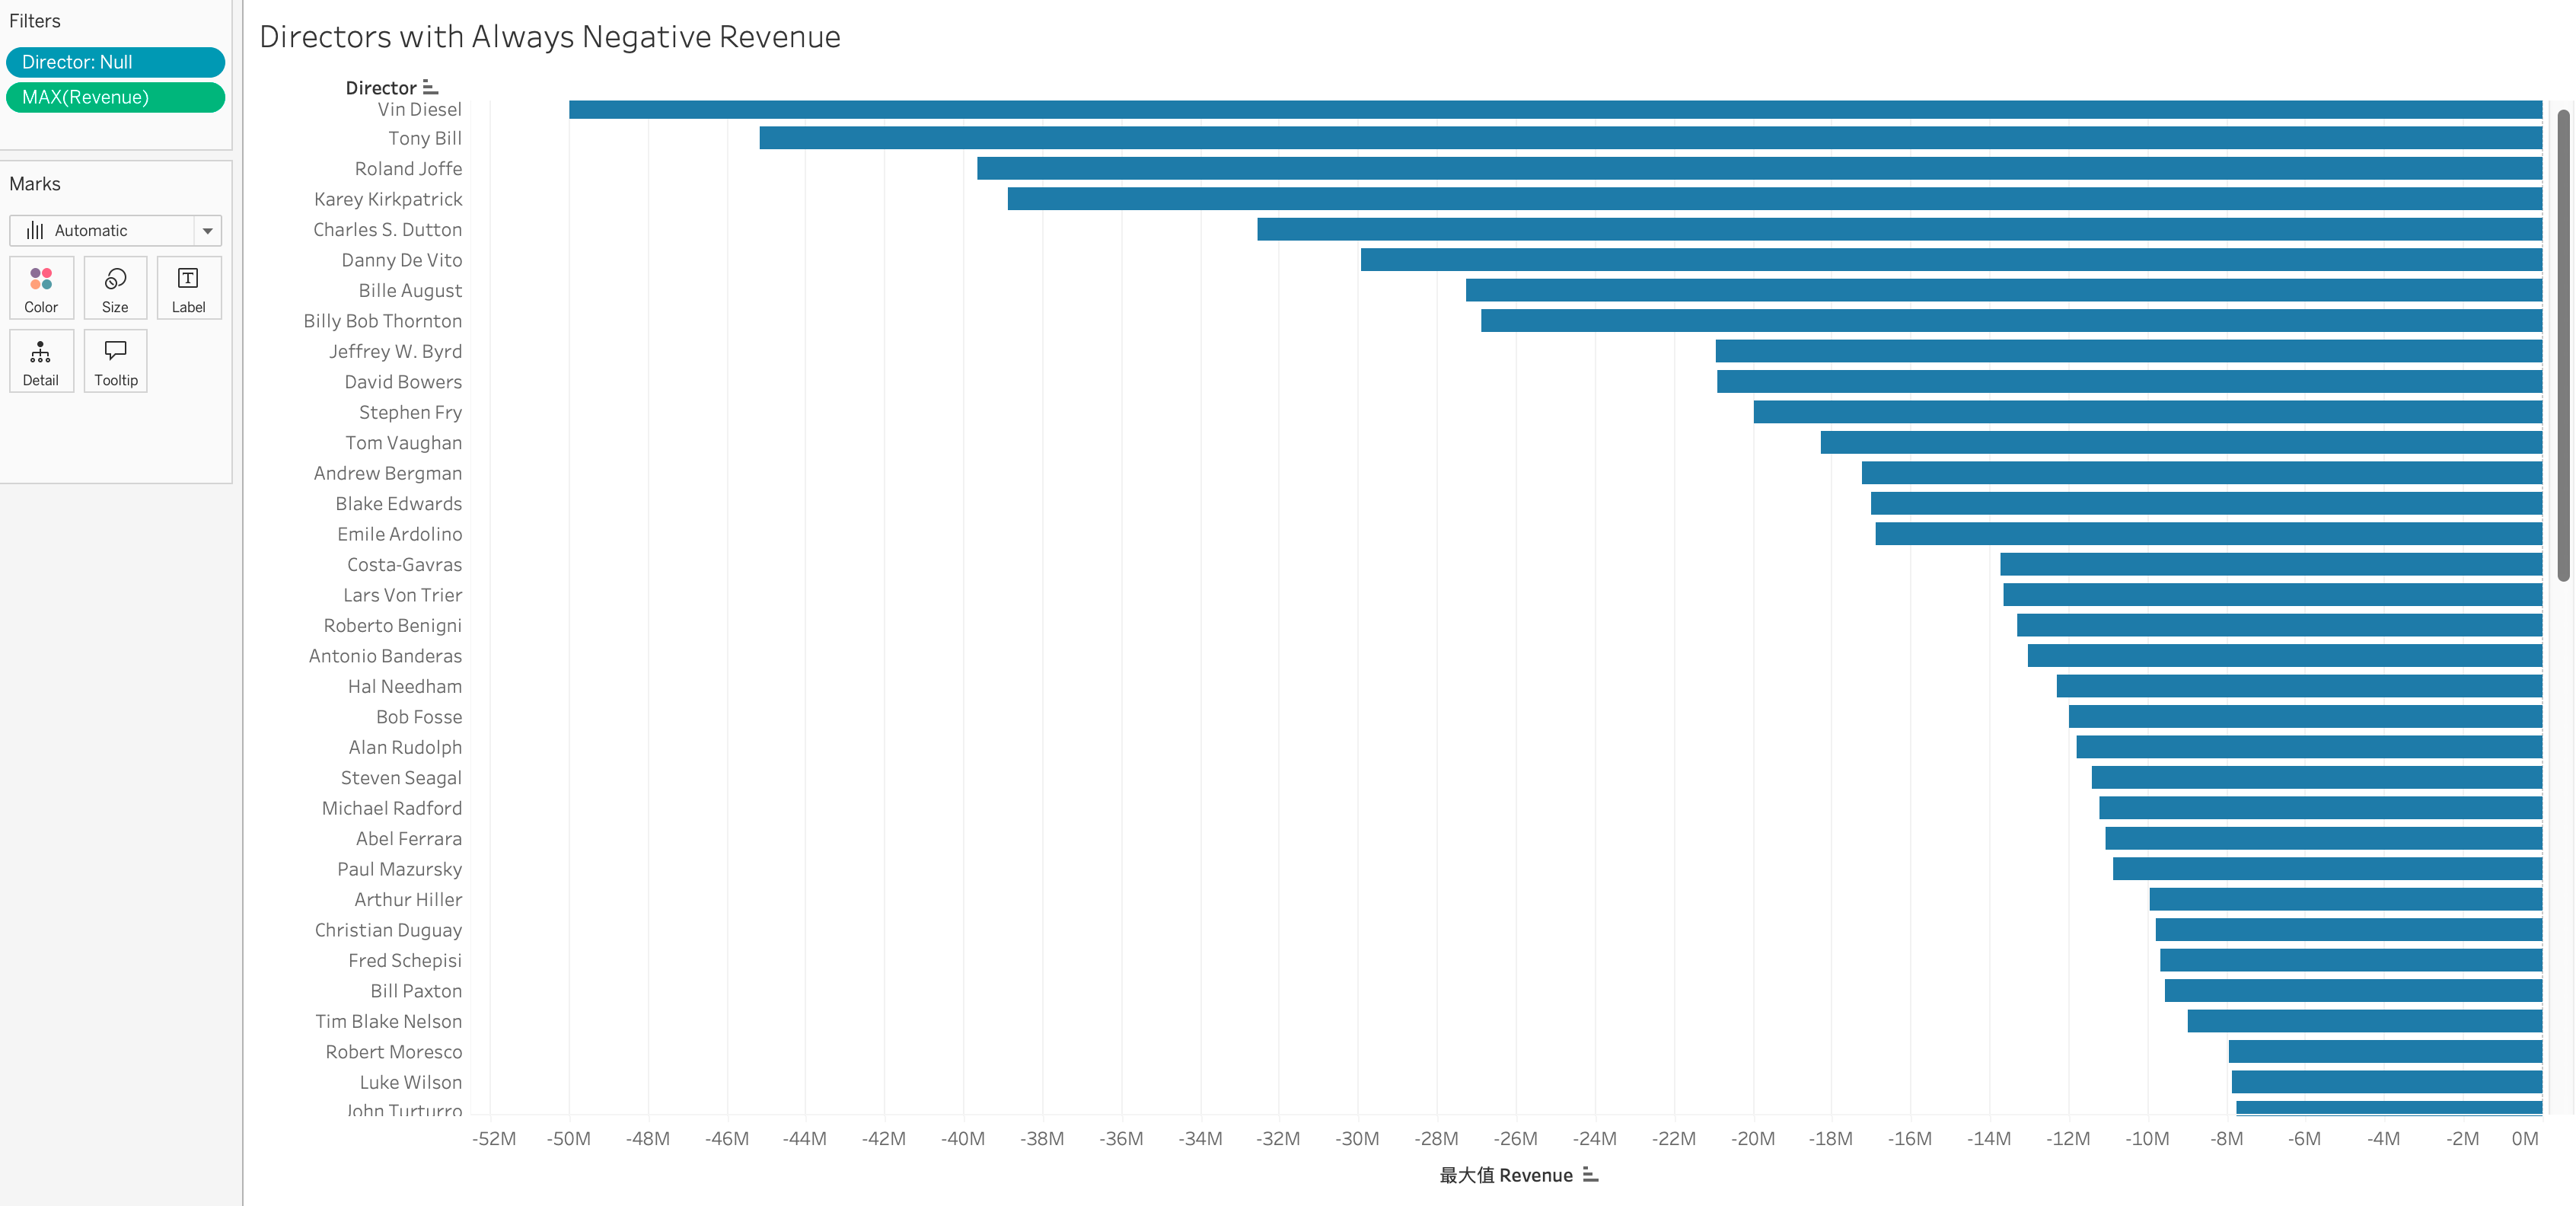 Filters
Director: Null
MAX(Revenue)
Marks
Automatic
Color
Size
Label
Detail
Tooltip
Directors with Always Negative Revenue
Director
Vin Diesel
Tony Bill
Roland Joffe
Karey Kirkpatrick
Charles S. Dutton
Danny De Vito
Bille August
Billy Bob Thornton
Jeffrey W. Byrd
David Bowers
Stephen Fry
Tom Vaughan
Andrew Bergman
Blake Edwards
Emile Ardolino
Costa-Gavras
Lars Von Trier
Roberto Benigni
Antonio Banderas
Hal Needham
Bob Fosse
Alan Rudolph
Steven Seagal
Michael Radford
Abel Ferrara
Paul Mazursky
Arthur Hiller
Christian Duguay
Fred Schepisi
Bill Paxton
Tim Blake Nelson
Robert Moresco
Luke Wilson
John Turturro
-52M -50M -48M -46M -44M -42M -40M -38M -36M -34M -32M -30M -28M -26M -24M -22M -20M -18M -16M -14M -12M -10M -8M -6M -4M -2M 0M
最大值 Revenue